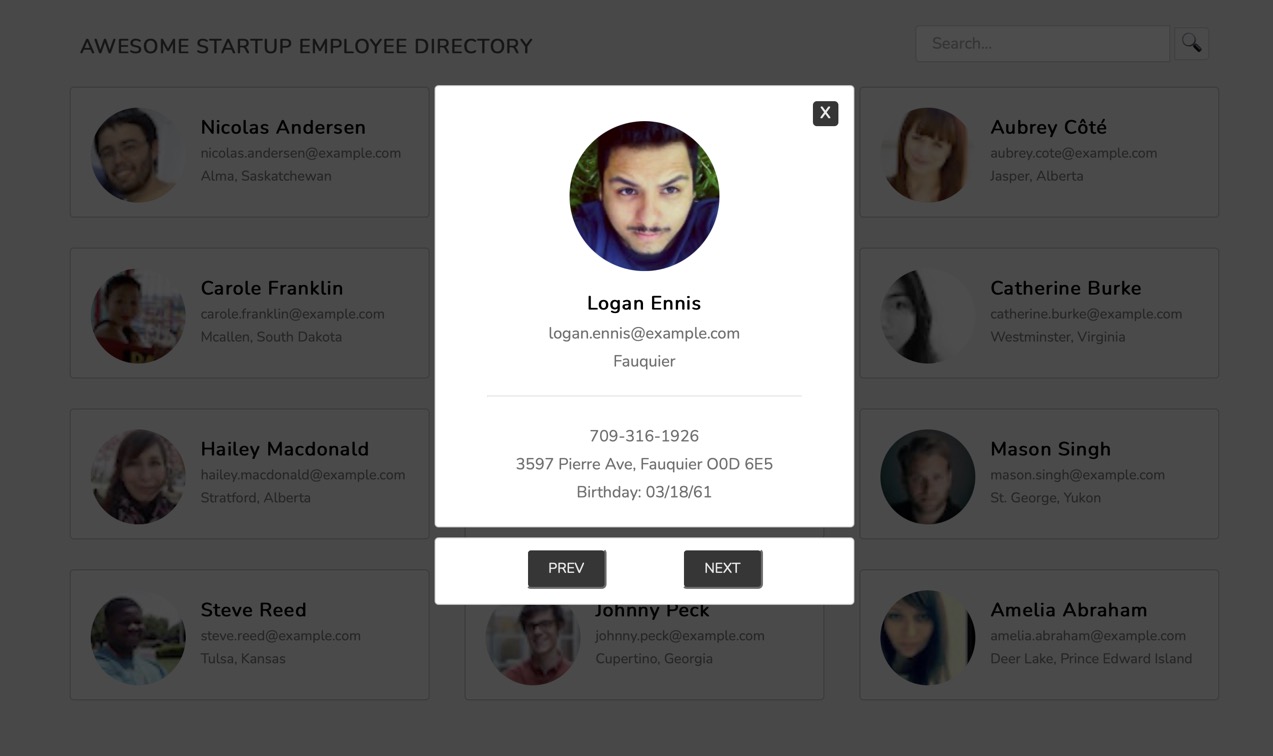 AWESOME STARTUP EMPLOYEE DIRECTORY
Search...
X
Logan Ennis
logan.ennis@example.com
Fauquier
709-316-1926
3597 Pierre Ave, Fauquier O0D 6E5
Birthday: 03/18/61
PREV
NEXT
Nicolas Andersen
nicolas.andersen@example.com
Alma, Saskatchewan
Aubrey Côté
aubrey.cote@example.com
Jasper, Alberta
Carole Franklin
carole.franklin@example.com
Mcallen, South Dakota
Catherine Burke
catherine.burke@example.com
Westminster, Virginia
Hailey Macdonald
hailey.macdonald@example.com
Stratford, Alberta
Mason Singh
mason.singh@example.com
St. George, Yukon
Steve Reed
steve.reed@example.com
Tulsa, Kansas
Johnny Peck
johnny.peck@example.com
Cupertino, Georgia
Amelia Abraham
amelia.abraham@example.com
Deer Lake, Prince Edward Island